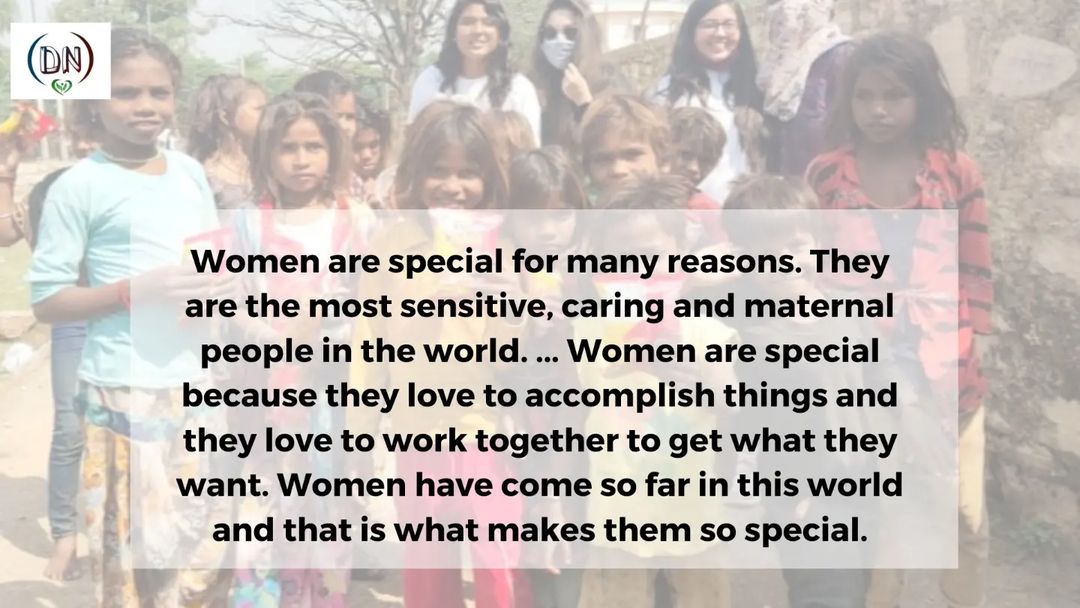 (DN)
Women are special for many reasons. They
are the most sensitive, caring and maternal
people in the world. ... Women are special
because they love to accomplish things and
they love to work together to get what they
want. Women have come so far in this world
and that is what makes them so special.